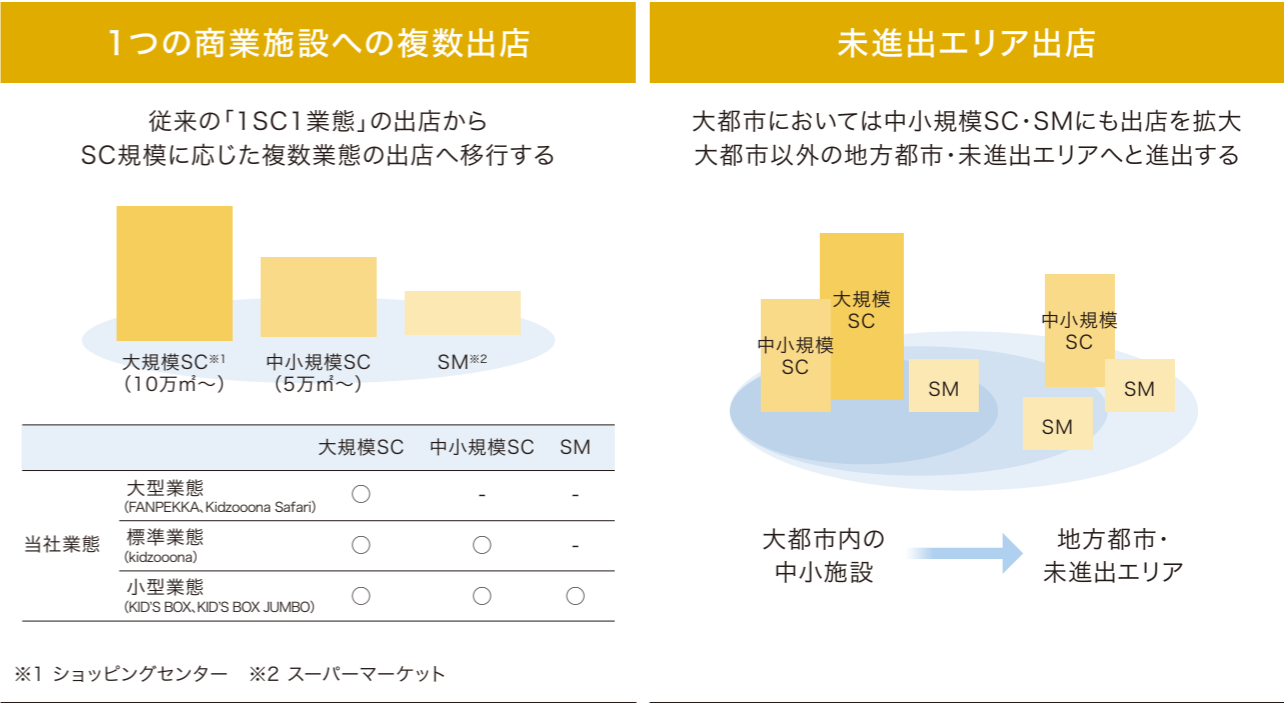 1つの商業施設への複数出店
従来の「1SC1業態」の出店から
SC規模に応じた複数業態の出店へ移行する
大規模SC※1
（10万㎡～）
中小規模SC
（5万㎡～）
SM※2
大規模SC 中小規模SC SM
当社業態
大型業態
（FANPEKKA、Kidzooona Safari）
○ - -
標準業態
（kidzooona）
○ ○ -
小型業態
（KID'S BOX、KID'S BOX JUMBO）
○ ○ ○
※1 ショッピングセンター ※2 スーパーマーケット
未進出エリア出店
大都市においては中小規模SC・SMにも出店を拡大
大都市以外の地方都市・未進出エリアへと進出する
大規模
SC
中小規模
SC
SM
中小規模
SC
SM
SM
大都市内の
中小施設
地方都市・
未進出エリア